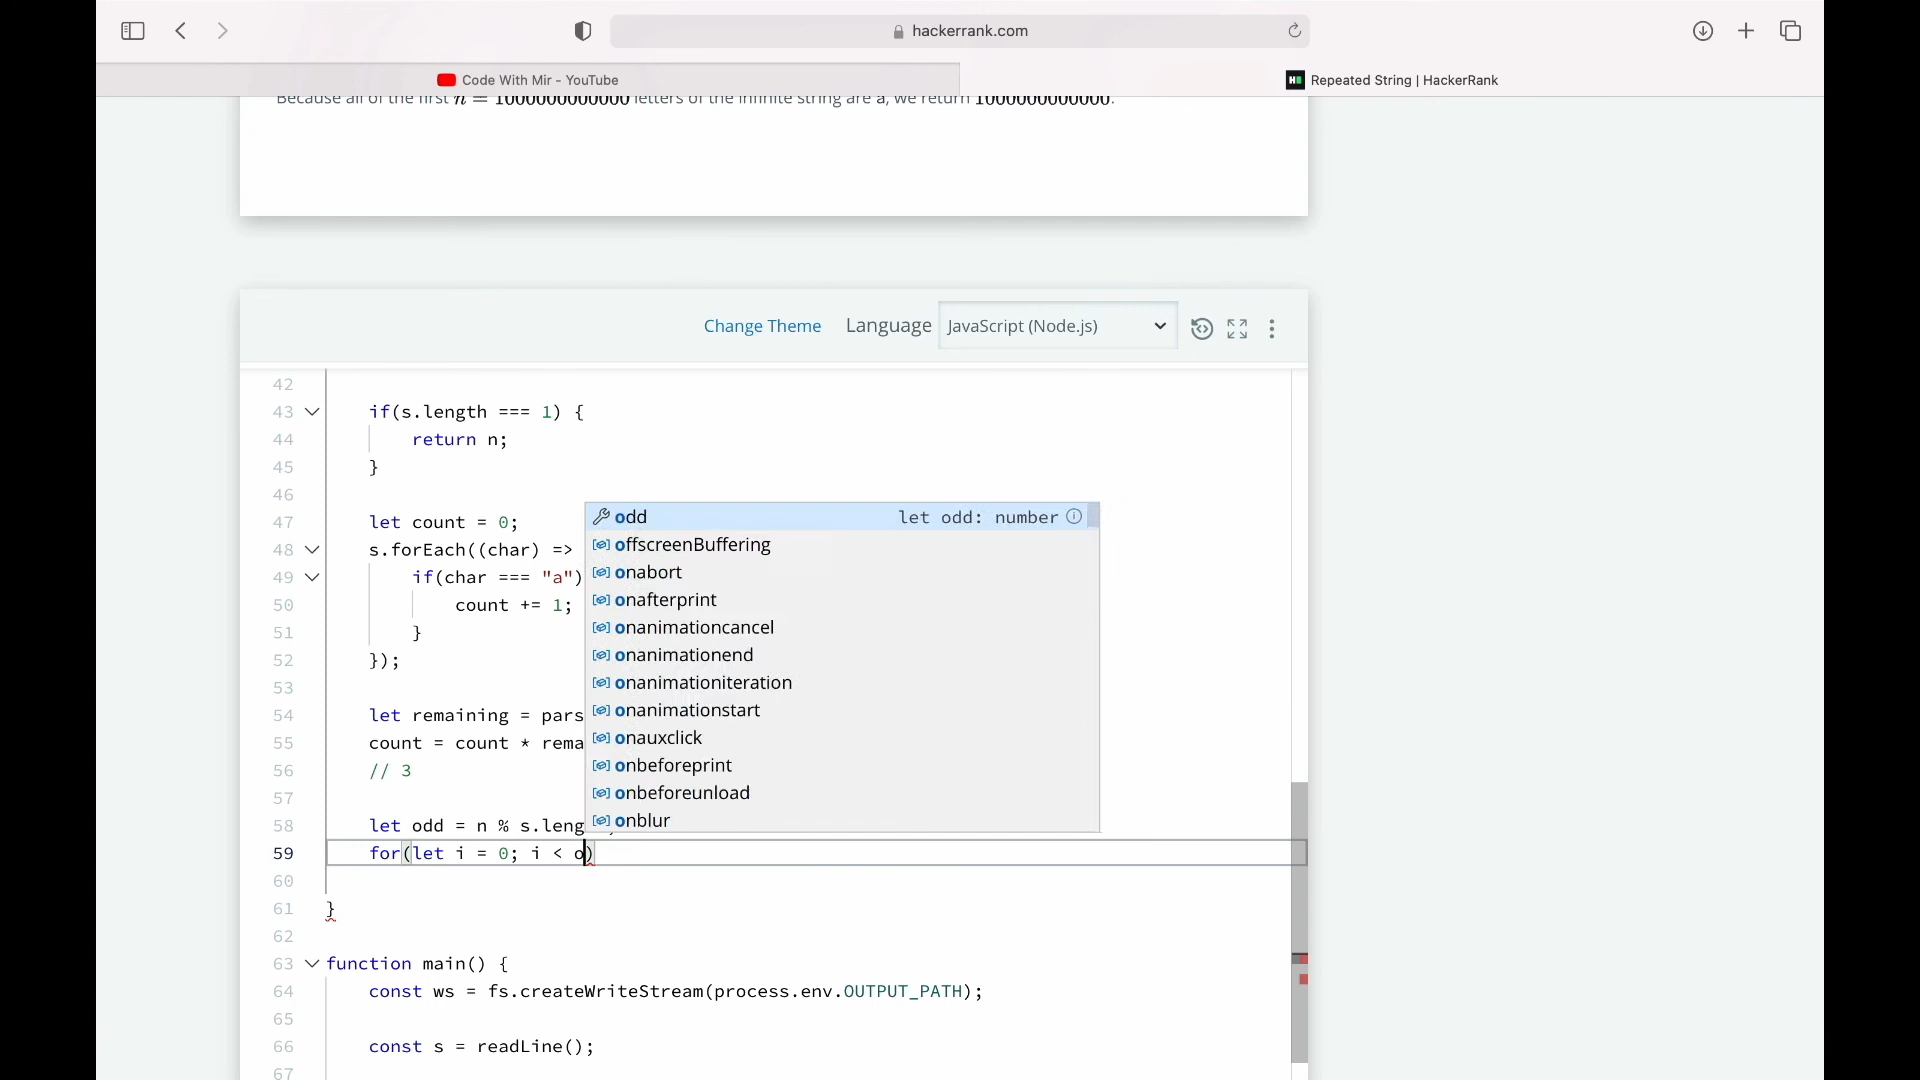 hackerrank.com
Code With Mir - YouTube
Repeated String | HackerRank
Because all of the first n = 1000000000000 letters of the infinite string are a, we return 1000000000000.
Change Theme Language JavaScript (Node.js)
42
43 if(s.length === 1) {
44 return n;
45 }
46
47 let count = 0;
48 s.forEach((char) =>
49 if(char === "a")
50 count += 1;
51 }
52 });
53
54 let remaining = pars
55 count = count * rema
56 // 3
57
58 let odd = n % s.leng
59 for(let i = 0; i < o)
60
61 }
62
63 function main() {
64 const ws = fs.createWriteStream(process.env.OUTPUT_PATH);
65
66 const s = readLine();
67
odd let odd: number
offscreenBuffering
onabort
onafterprint
onanimationcancel
onanimationend
onanimationiteration
onanimationstart
onauxclick
onbeforeprint
onbeforeunload
onblur